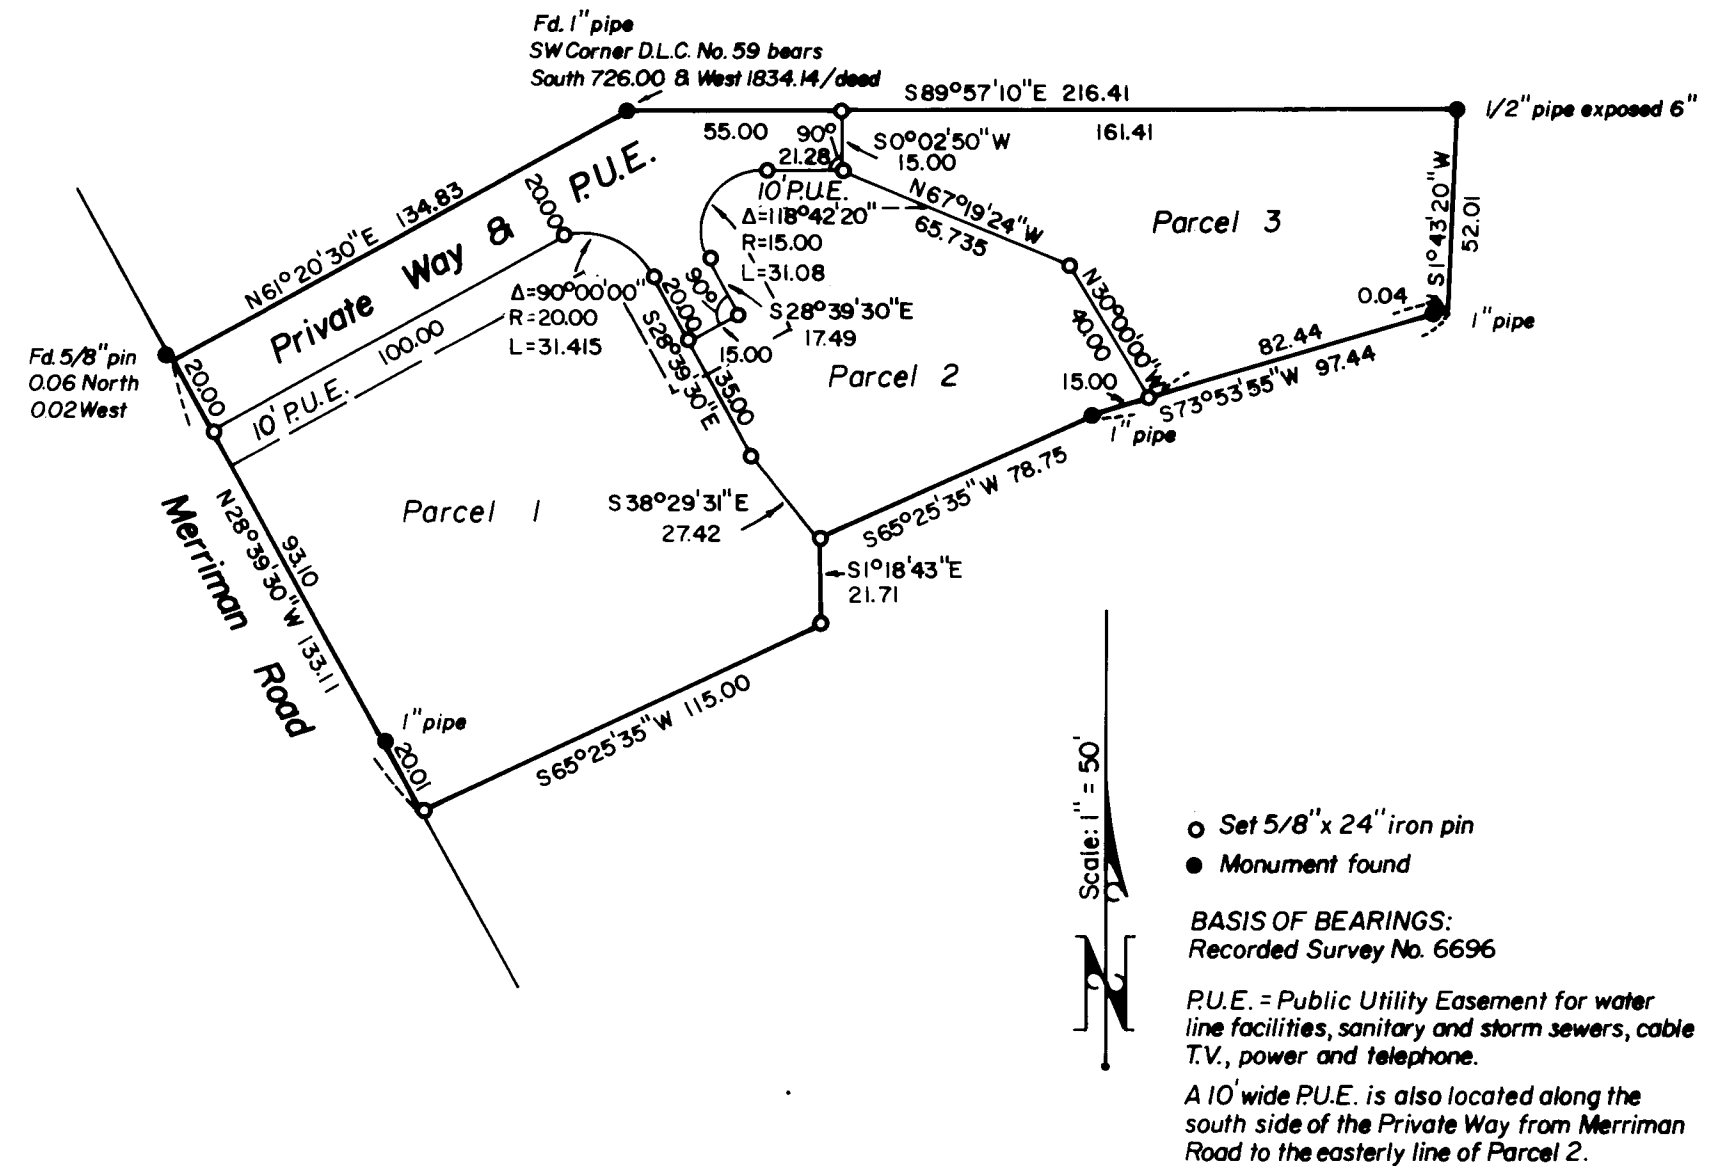 Fd. 1" pipe
SW Corner D.L.C. No. 59 bears
South 726.00 & West 1834.14/deed
S89°57'10"E 216.41
1/2" pipe exposed 6"
55.00
90°
S0°02'50"W
15.00
161.41
21.28
10' P.U.E.
Δ=118°42'20"
R=15.00
L=31.08
N67°19'24"W
65.735
Parcel 3
S1°43'20"W
52.01
N61°20'30"E 134.83
Private Way & P.U.E.
20.00
100.00
10' P.U.E.
Δ=90°00'00"
R=20.00
L=31.415
20.00
90°
S28°39'30"E
17.49
15.00
S28°39'30"E
135.00
Parcel 2
N30°00'00"W
40.00
0.04
1" pipe
82.44
S73°53'55"W 97.44
15.00
1" pipe
Fd. 5/8" pin
0.06 North
0.02 West
20.00
Parcel 1
S38°29'31"E
27.42
S65°25'35"W 78.75
S1°18'43"E
21.71
93.10
N28°39'30"W 133.11
Merriman Road
1" pipe
20.01
S65°25'35"W 115.00
Scale: 1" = 50'
N
Set 5/8" x 24" iron pin
Monument found
BASIS OF BEARINGS:
Recorded Survey No. 6696
P.U.E. = Public Utility Easement for water
line facilities, sanitary and storm sewers, cable
T.V., power and telephone.
A 10' wide P.U.E. is also located along the
south side of the Private Way from Merriman
Road to the easterly line of Parcel 2.